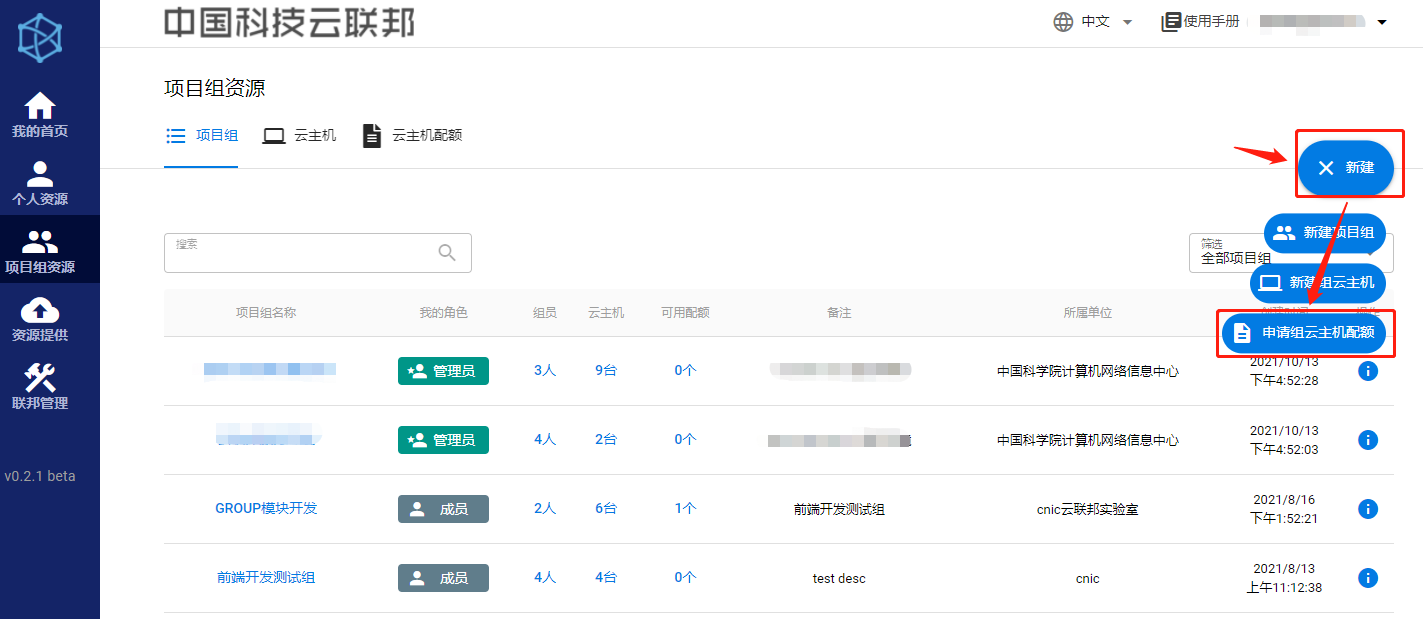 中国科技云联邦
中文
使用手册
我的首页
个人资源
项目组资源
资源提供
联邦管理
v0.2.1 beta
项目组资源
项目组 云主机 云主机配额
新建
新建项目组
新建组云主机
申请组云主机配额
搜索
筛选
全部项目组
项目组名称 我的角色 组员 云主机 可用配额 备注 所属单位
管理员 3人 9台 0个 中国科学院计算机网络信息中心 2021/10/13
下午4:52:28
管理员 4人 2台 0个 中国科学院计算机网络信息中心 2021/10/13
下午4:52:03
GROUP模块开发 成员 2人 6台 1个 前端开发测试组 cnic云联邦实验室 2021/8/16
下午1:52:21
前端开发测试组 成员 4人 4台 0个 test desc cnic 2021/8/13
上午11:12:38